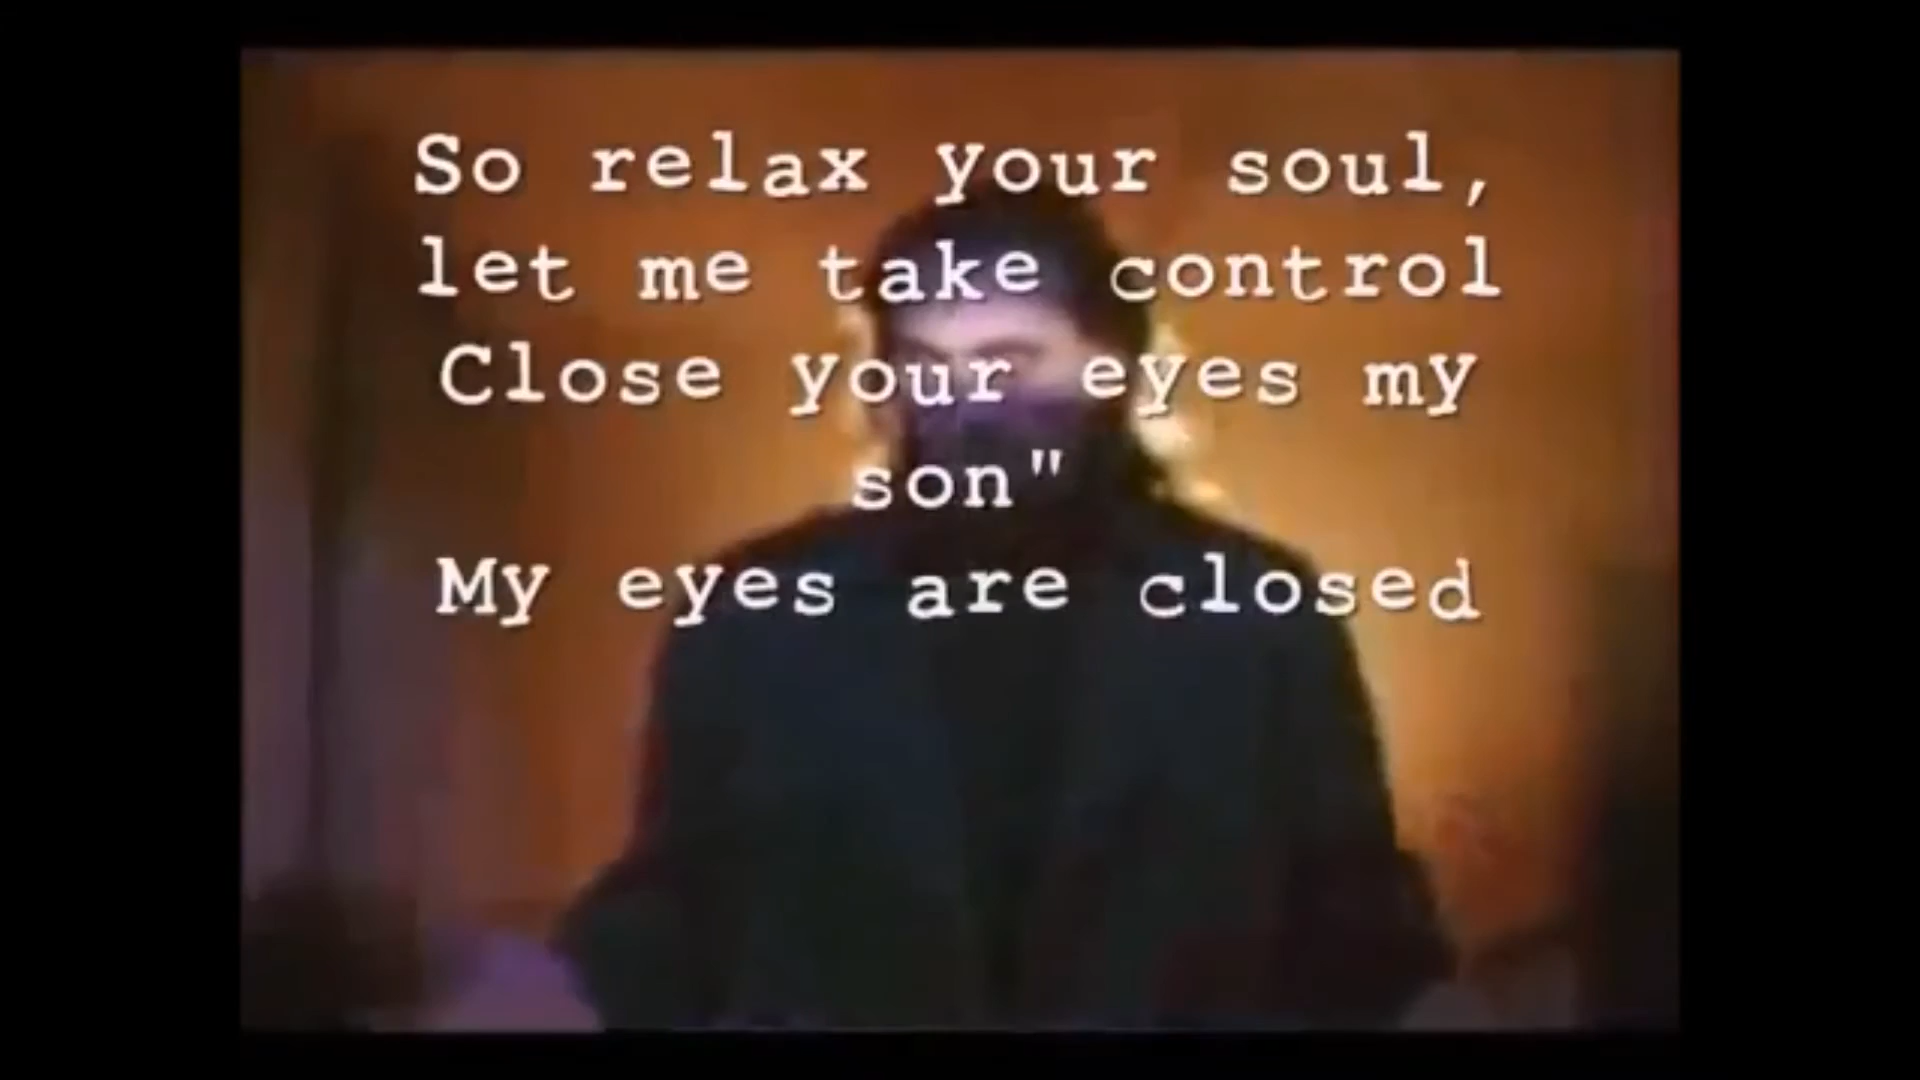 So relax your soul,
let me take control
Close your eyes my
son"
My eyes are closed